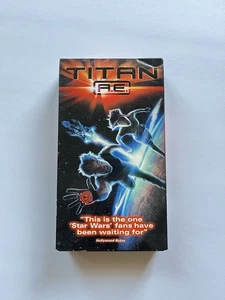 TITAN
A.E.
"This is the one
'Star Wars' fans have
been waiting for"